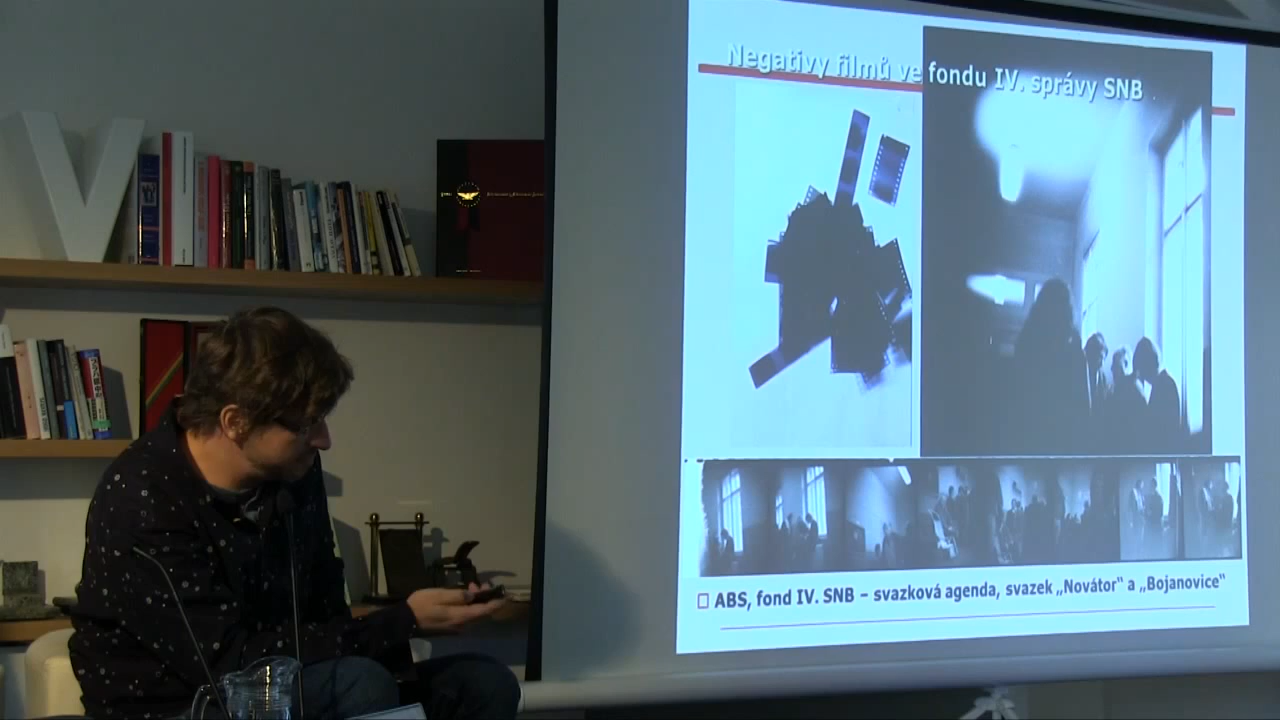 V
Negativy filmů ve fondu IV. správy SNB
ABS, fond IV. SNB – svazková agenda, svazek „Novátor“ a „Bojanovice“